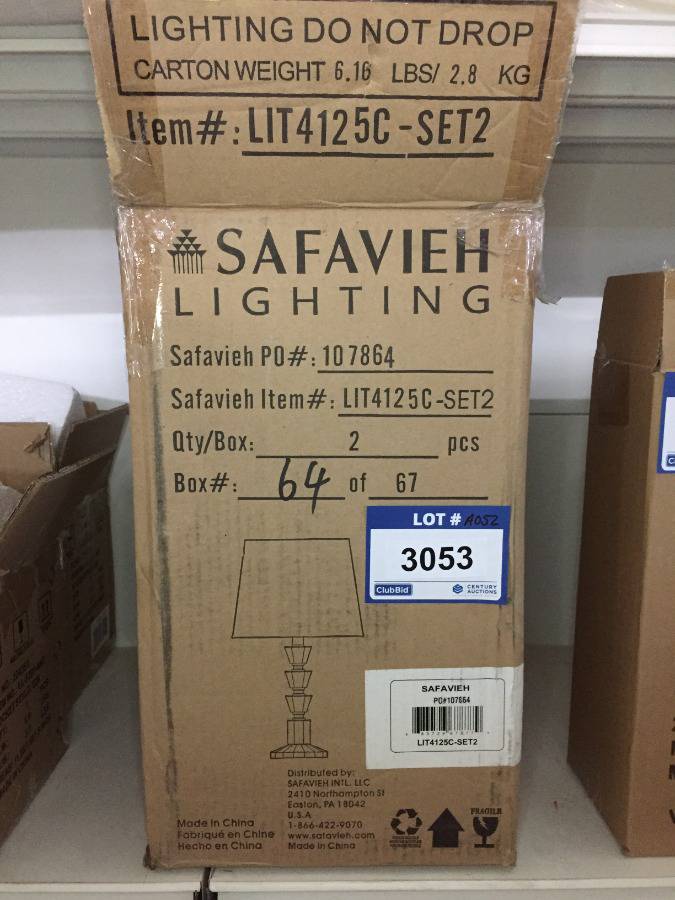 LIGHTING DO NOT DROP
CARTON WEIGHT 6.16 LBS/ 2.8 KG
Item#: LIT4125C-SET2
SAFAVIEH
LIGHTING
Safavieh PO#: 107864
Safavieh Item#: LIT4125C-SET2
Qty/Box: 2 pcs
Box#: 64 of 67
LOT # A052
3053
ClubBid
CENTURY AUCTIONS
SAFAVIEH
PO#107864
LIT4125C-SET2
Distributed by:
SAFAVIEH INTL. LLC
2410 Northampton St
Easton, PA 18042
U.S.A
1-866-422-9070
www.safavieh.com
Made in China
Made in China
Fabriqué en Chine
Hecho en China
FRAGILE